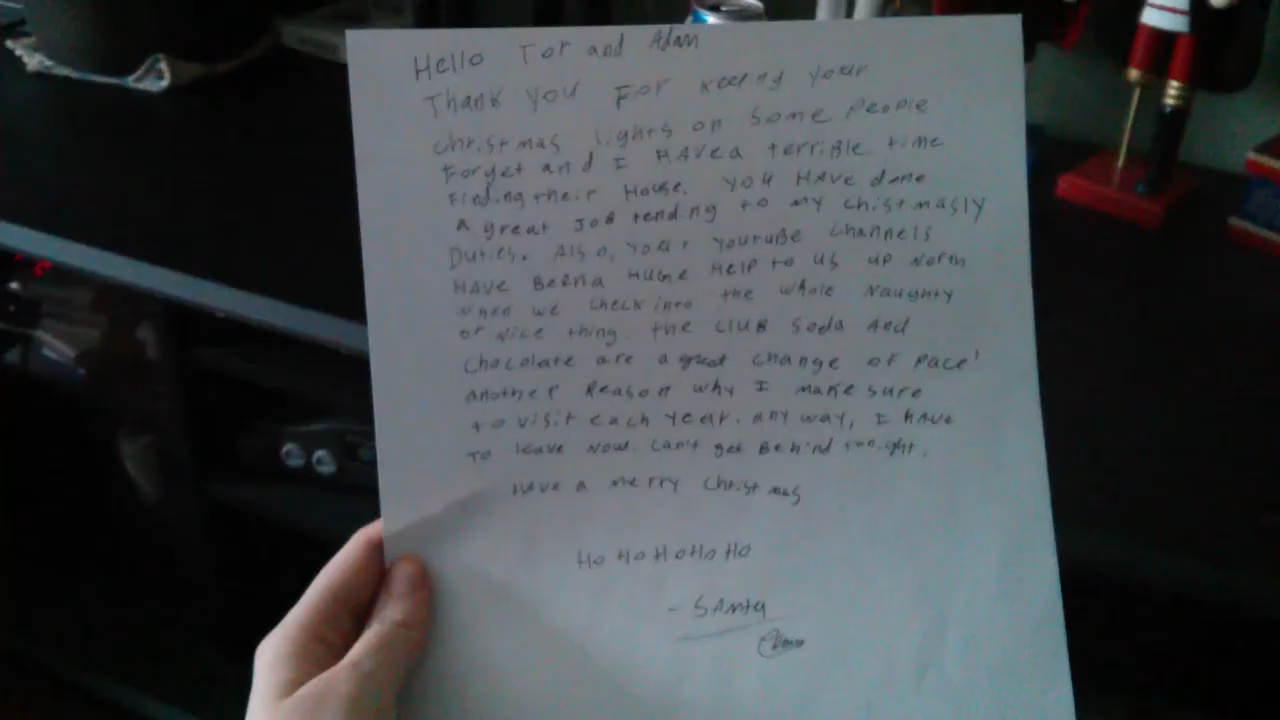 Hello Tor and Adam
Thank you For keeping your
christmas lights on some people
Forget and I HAVE a terrible time
Finding their House. You HAVE done
a great JOB tending to my christmasly
Duties. Also, your youtube channels
HAVE Been a HUGE HELP to us up North
when we check into the whole Naughty
or Nice thing. the CLUB Soda And
chocolate are a great change of pace!
another Reason why I make sure
to visit each year. any way, I HAVE
To leave now. can't get Behind tonight.
Have a merry christmas
Ho Ho Ho Ho Ho
- SAnta